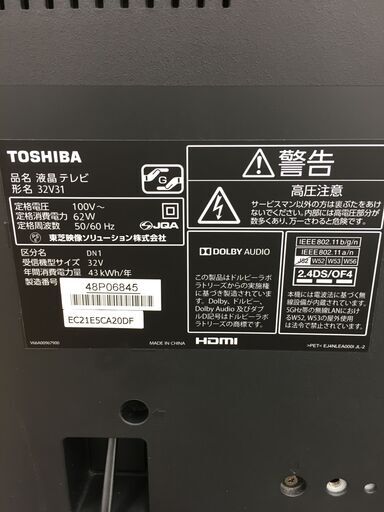 TOSHIBA
品名 液晶テレビ
形名 32V31
定格電圧 100V～
定格消費電力 62W
定格周波数 50/60 Hz
JQA
東芝映像ソリューション株式会社
区分名 DN1
受信機型サイズ 32V
年間消費電力量 43 kWh/年
製造番号
48P06845
EC21E5CA20DF
MADE IN CHINA
警告
高圧注意
サービスマン以外の方は裏ぶたをあけないでください。内部には高電圧部分が数多くあり、万一さわると危険です。
DOLBY AUDIO
この製品はドルビーラボラトリーズからの実施権に基づき製造されています。Dolby、ドルビー、Dolby Audio 及びダブルD記号はドルビーラボラトリーズの商標です。
HDMI
IEEE802.11b/g/n
IEEE802.11a/n
J52 W52 W53 W56
2.4DS/OF4
本機には電波法に基づく無線設備が内蔵されています。5GHz帯の無線LANにおけるW52、W53の屋外使用は法令で禁止されています。
>PET< EJ4NLEA000I JL-2